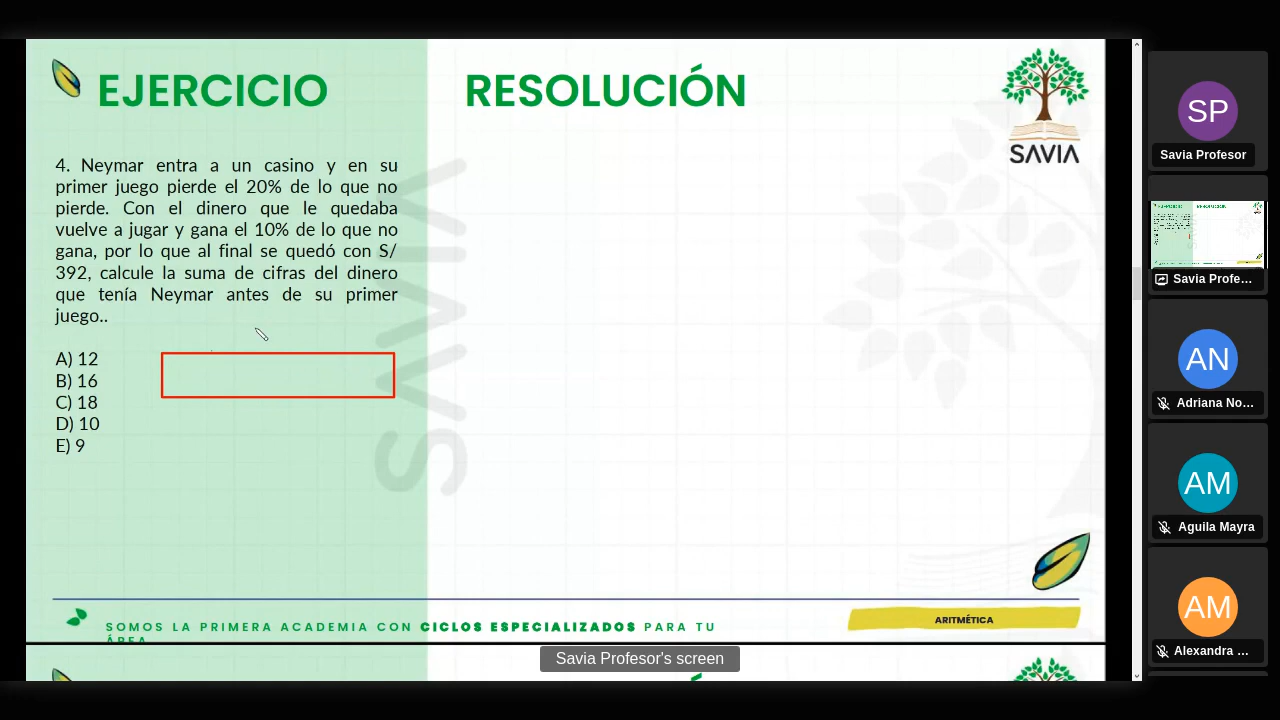 EJERCICIO
RESOLUCIÓN
SAVIA
4. Neymar entra a un casino y en su
primer juego pierde el 20% de lo que no
pierde. Con el dinero que le quedaba
vuelve a jugar y gana el 10% de lo que no
gana, por lo que al final se quedó con S/
392, calcule la suma de cifras del dinero
que tenía Neymar antes de su primer
juego..
A) 12
B) 16
C) 18
D) 10
E) 9
SAVIA
SOMOS LA PRIMERA ACADEMIA CON CICLOS ESPECIALIZADOS PARA TU
ÁREA
ARITMÉTICA
Savia Profesor's screen
SP
Savia Profesor
EJERCICIO
RESOLUCIÓN
Savia Profe...
AN
Adriana No...
AM
Aguila Mayra
AM
Alexandra ...